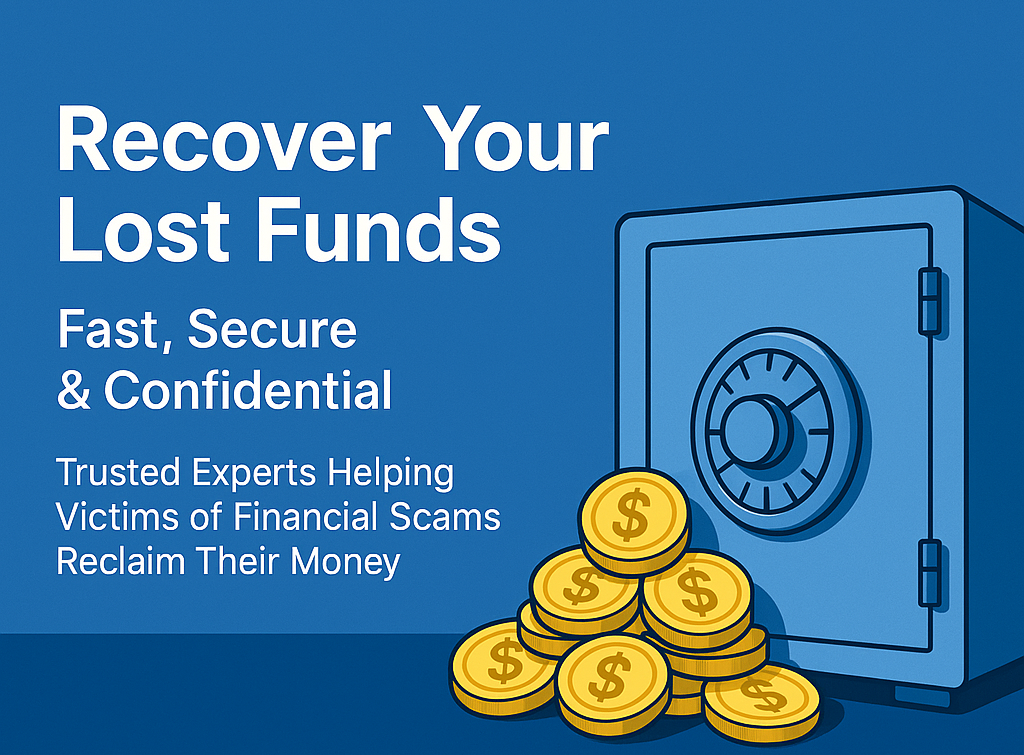 Recover Your
Lost Funds
Fast, Secure
& Confidential
Trusted Experts Helping
Victims of Financial Scams
Reclaim Their Money
$
$
$
$
$
$